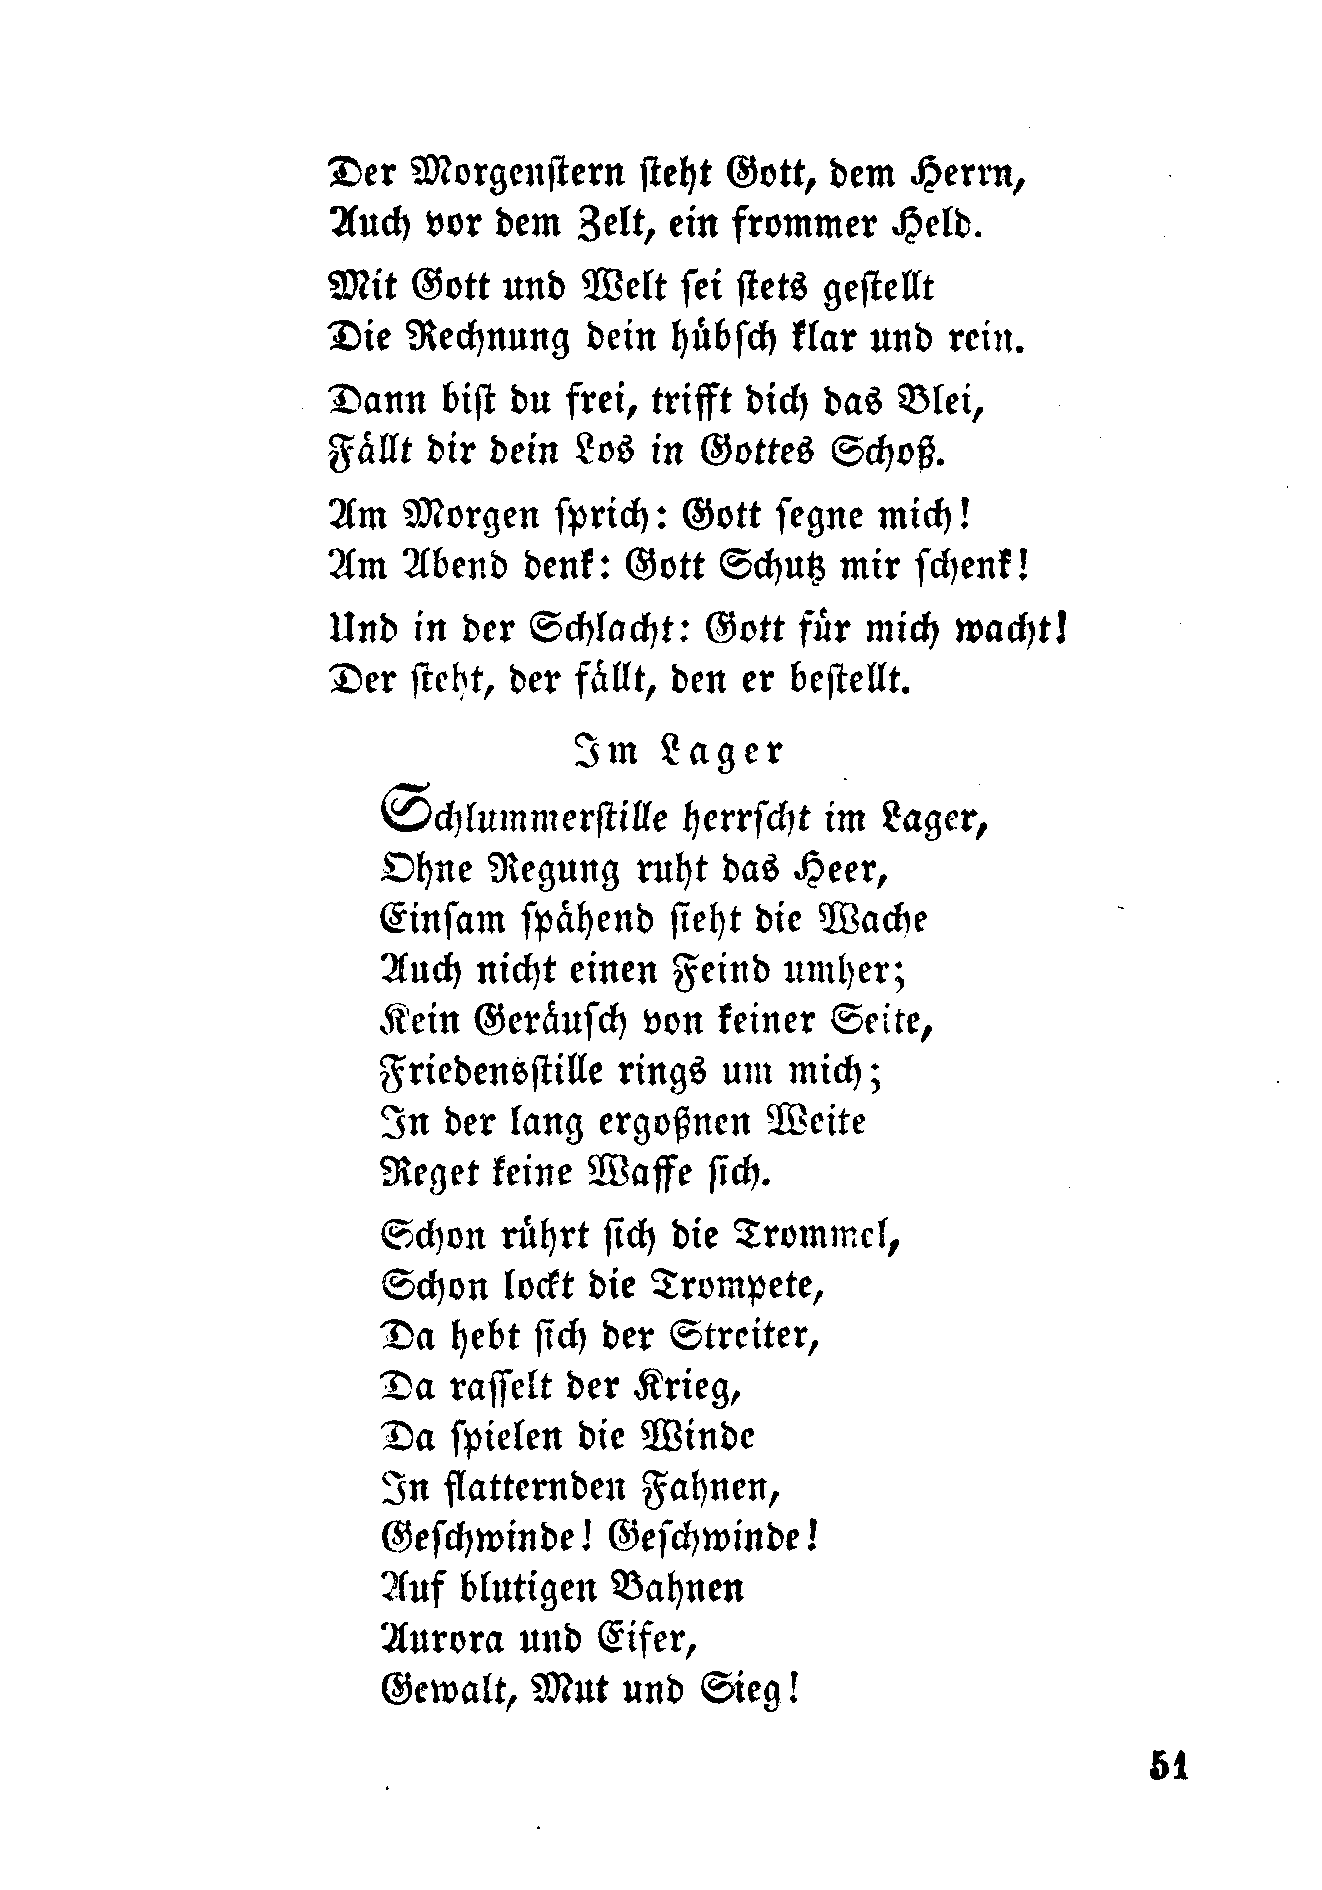 Der Morgenstern steht Gott, dem Herrn,
Auch vor dem Zelt, ein frommer Held.
Mit Gott und Welt sei stets gestellt
Die Rechnung dein hübsch klar und rein.
Dann bist du frei, trifft dich das Blei,
Fällt dir dein Los in Gottes Schoß.
Am Morgen sprich: Gott segne mich!
Am Abend denk: Gott Schutz mir schenk!
Und in der Schlacht: Gott für mich wacht!
Der steht, der fällt, den er bestellt.
Im Lager
Schlummerstille herrscht im Lager,
Ohne Regung ruht das Heer,
Einsam spähend sieht die Wache
Auch nicht einen Feind umher;
Kein Geräusch von keiner Seite,
Friedensstille rings um mich;
In der lang ergoßnen Weite
Reget keine Waffe sich.
Schon rührt sich die Trommel,
Schon lockt die Trompete,
Da hebt sich der Streiter,
Da rasselt der Krieg,
Da spielen die Winde
In flatternden Fahnen,
Geschwinde! Geschwinde!
Auf blutigen Bahnen
Aurora und Eifer,
Gewalt, Mut und Sieg!
51